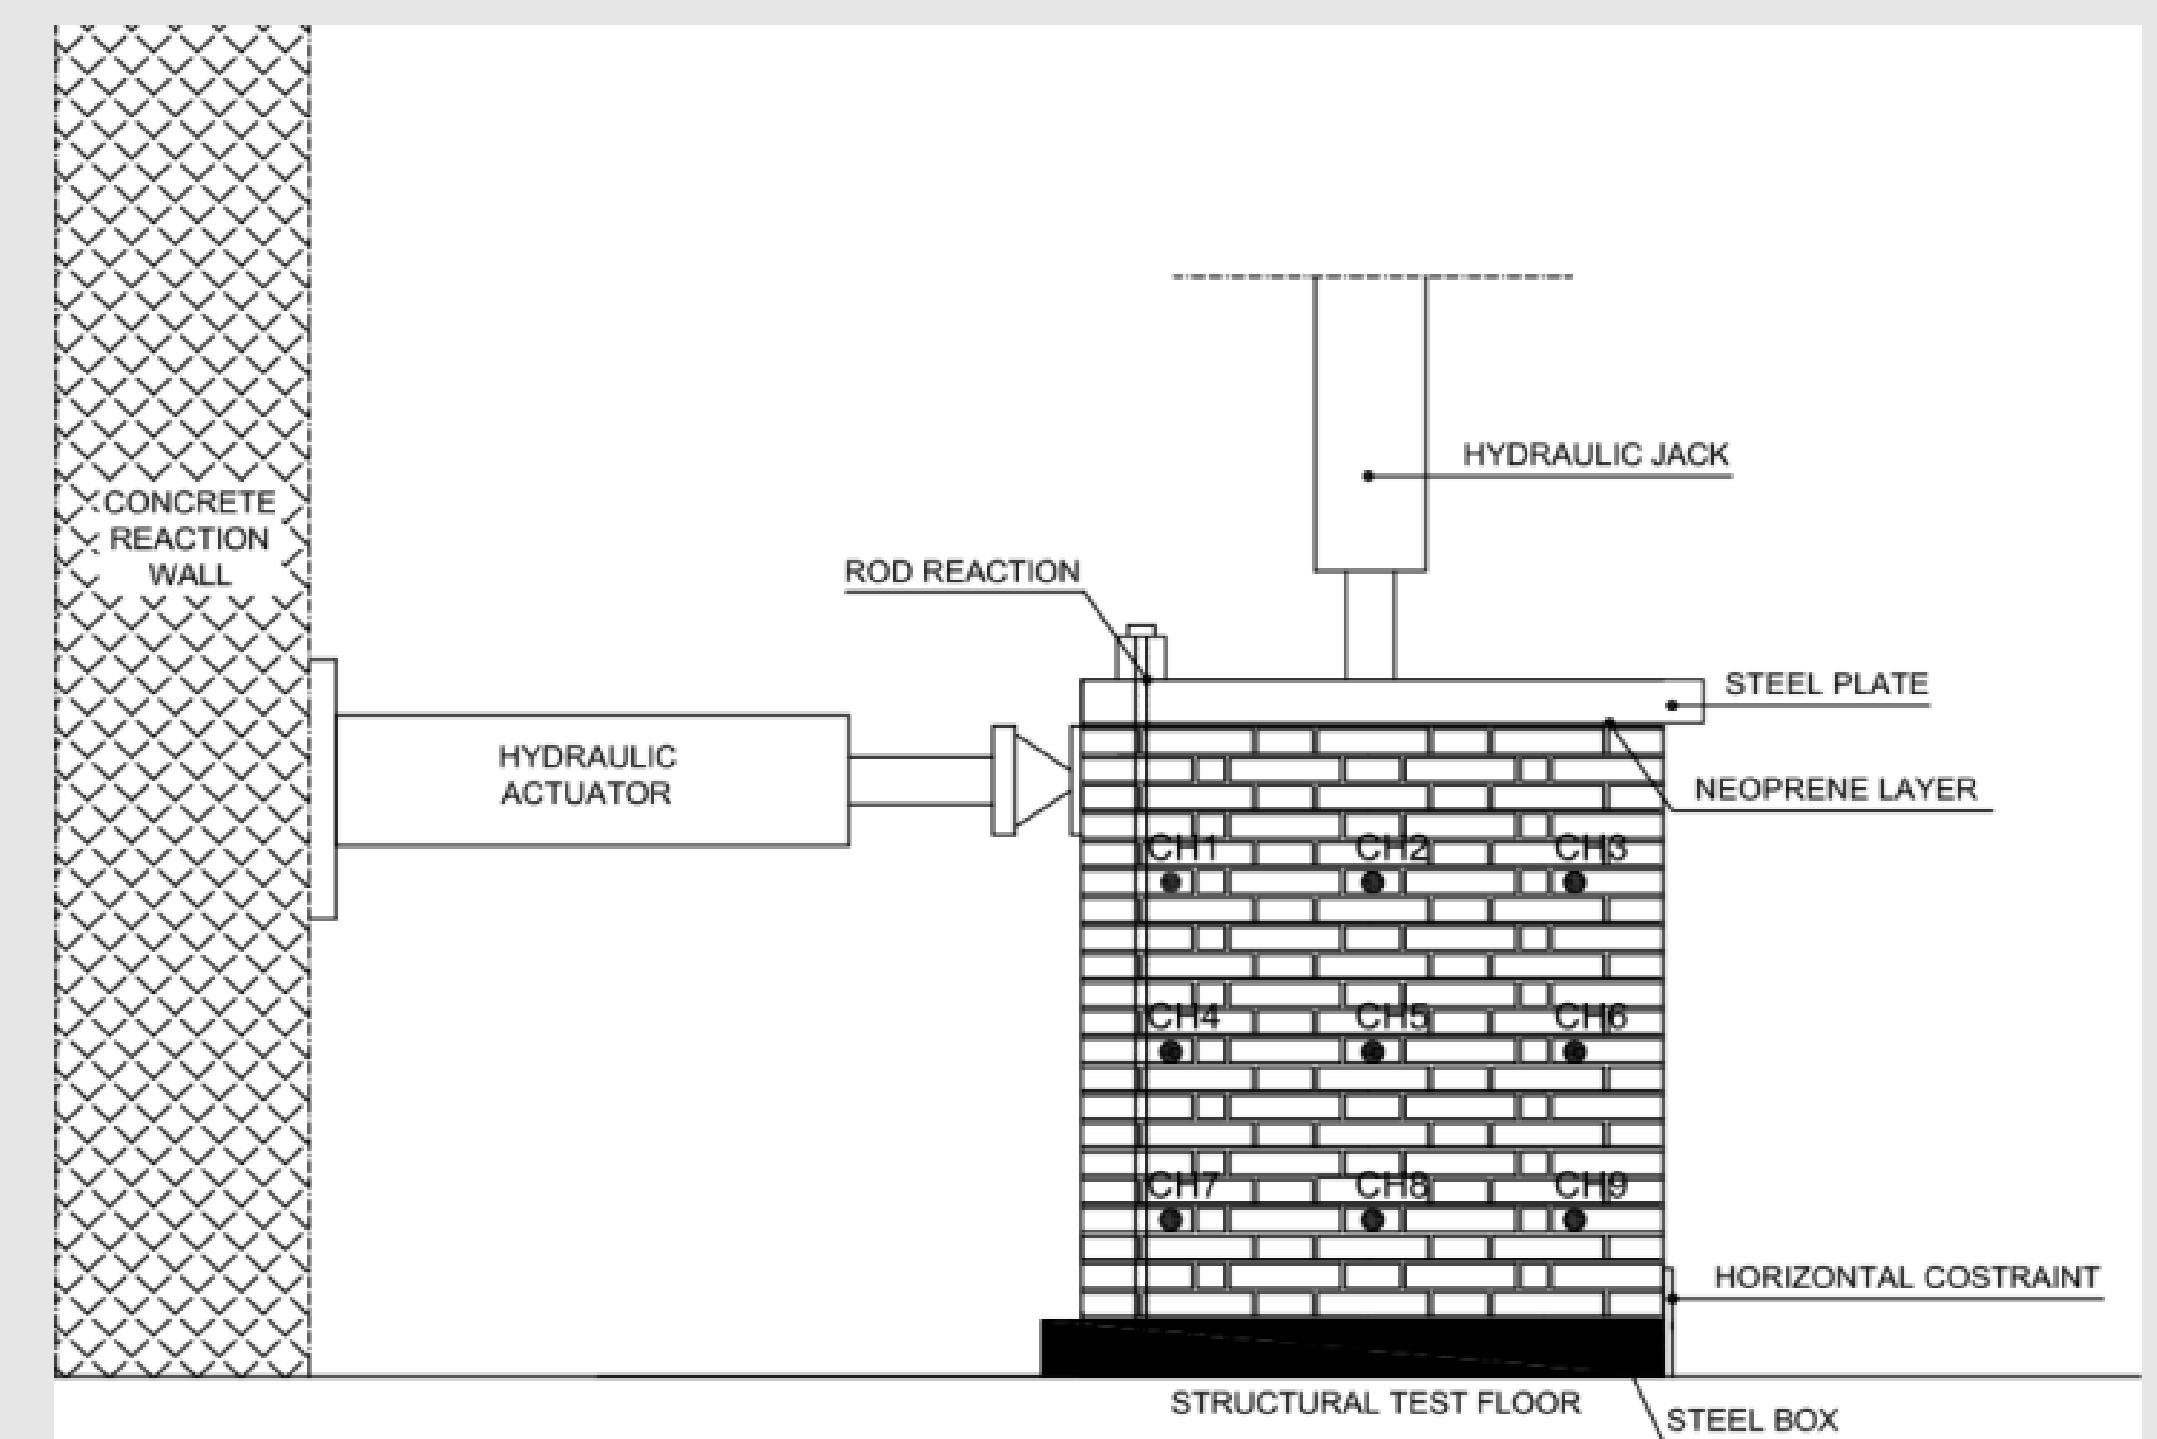 HYDRAULIC JACK
CONCRETE
REACTION
WALL
ROD REACTION
STEEL PLATE
HYDRAULIC
ACTUATOR
NEOPRENE LAYER
CH1 CH2 CH3
CH4 CH5 CH6
CH7 CH8 CH9
HORIZONTAL COSTRAINT
STRUCTURAL TEST FLOOR
STEEL BOX